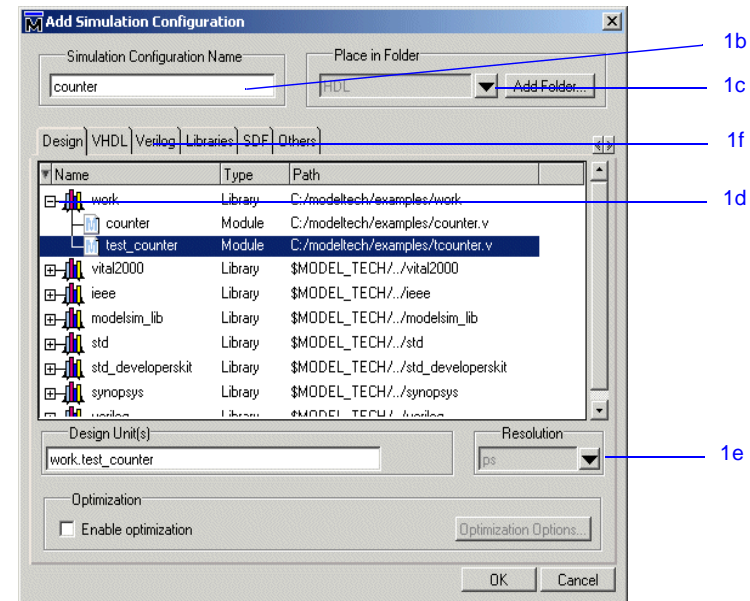 Add Simulation Configuration
Simulation Configuration Name
Place in Folder
1b
counter
HDL
Add Folder...
1c
Design
VHDL
Verilog
Libraries
SDF
Others
1f
Name Type Path
work Library C:/modeltech/examples/work
1d
counter Module C:/modeltech/examples/counter.v
test_counter Module C:/modeltech/examples/tcounter.v
vital2000 Library $MODEL_TECH/../vital2000
ieee Library $MODEL_TECH/../ieee
modelsim_lib Library $MODEL_TECH/../modelsim_lib
std Library $MODEL_TECH/../std
std_developerskit Library $MODEL_TECH/../std_developerskit
synopsys Library $MODEL_TECH/../synopsys
verilog Library $MODEL_TECH/../verilog
Design Unit(s)
Resolution
work.test_counter
ps
1e
Optimization
Enable optimization
Optimization Options...
OK
Cancel